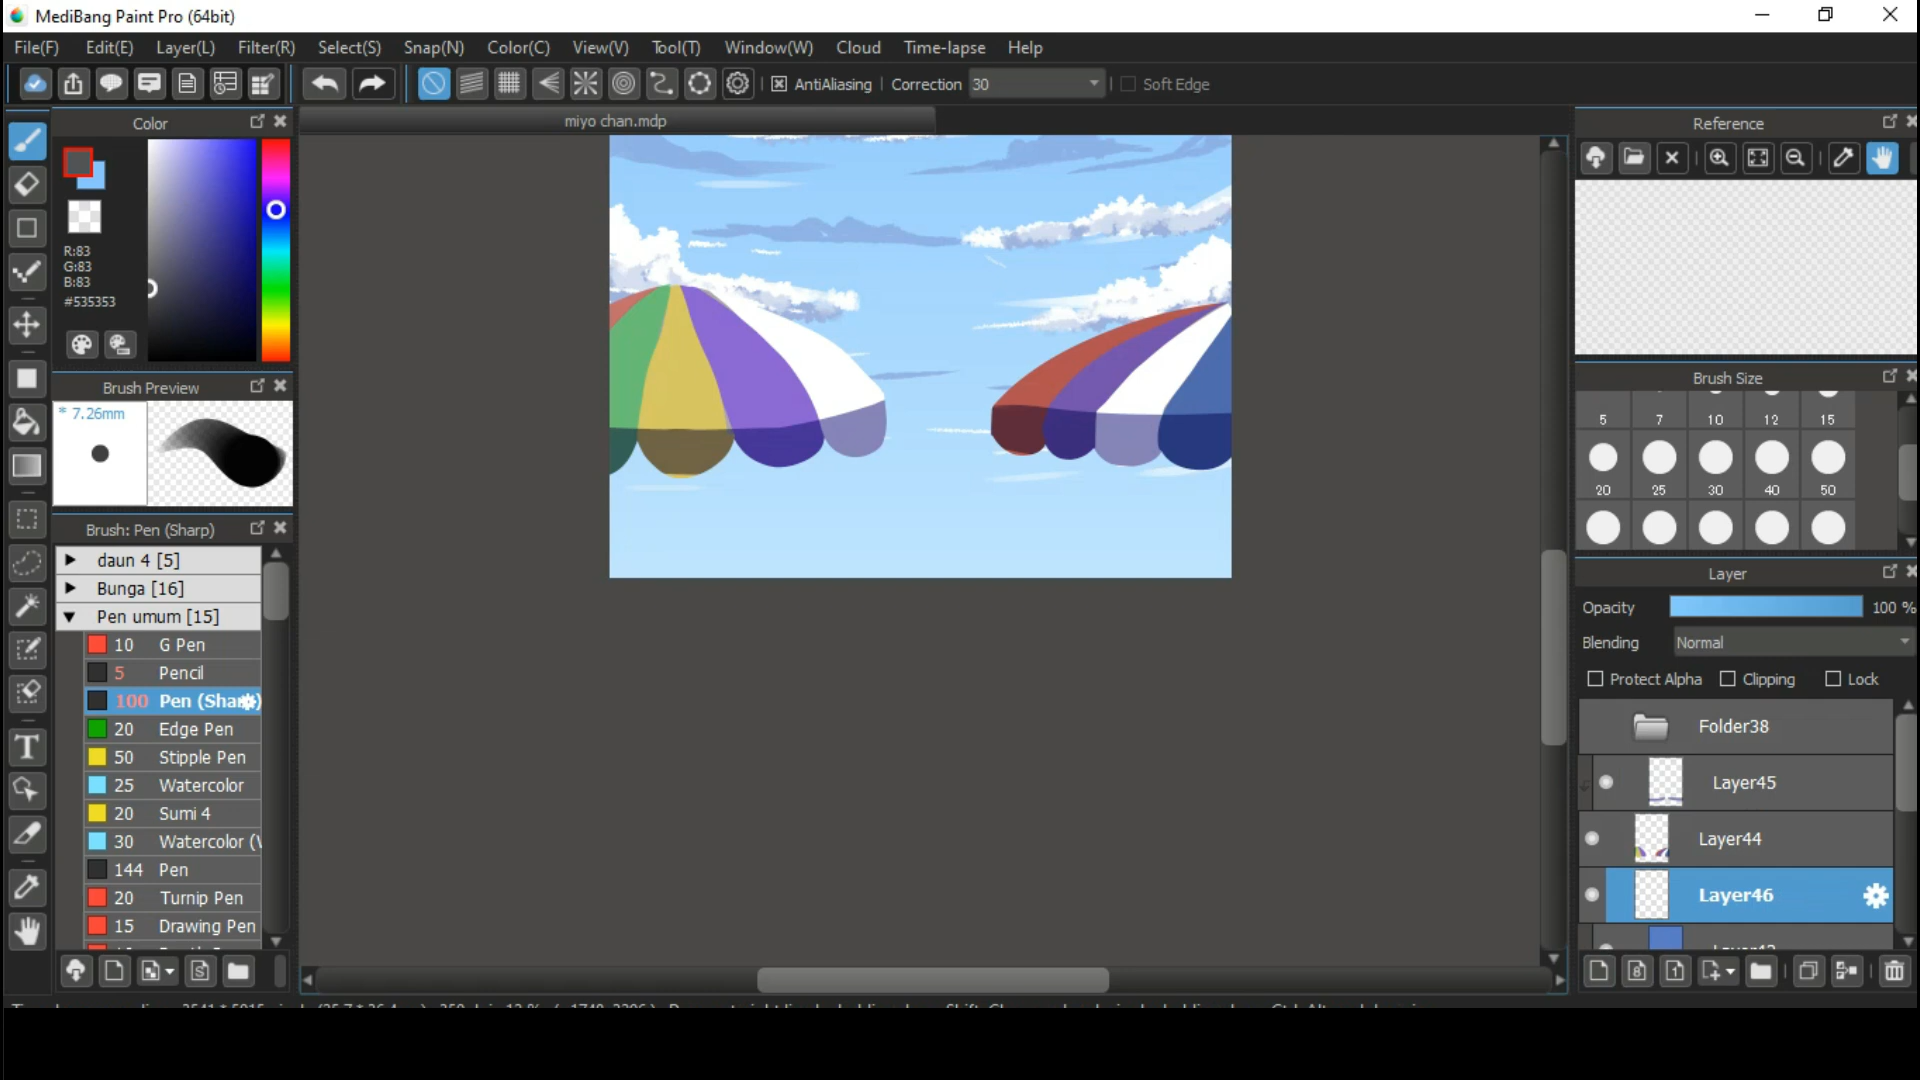 MediBang Paint Pro (64bit)
File(F) Edit(E) Layer(L) Filter(R) Select(S) Snap(N) Color(C) View(V) Tool(T) Window(W) Cloud Time-lapse Help
AntiAliasing Correction 30 Soft Edge
miyo chan.mdp
Color
R:83
G:83
B:83
#535353
Brush Preview
* 7.26mm
Brush: Pen (Sharp)
daun 4 [5]
Bunga [16]
Pen umum [15]
10 G Pen
5 Pencil
100 Pen (Sharp)
20 Edge Pen
50 Stipple Pen
25 Watercolor
20 Sumi 4
30 Watercolor (
144 Pen
20 Turnip Pen
15 Drawing Pen
Reference
Brush Size
5 7 10 12 15
20 25 30 40 50
Layer
Opacity 100 %
Blending Normal
Protect Alpha Clipping Lock
Folder38
Layer45
Layer44
Layer46